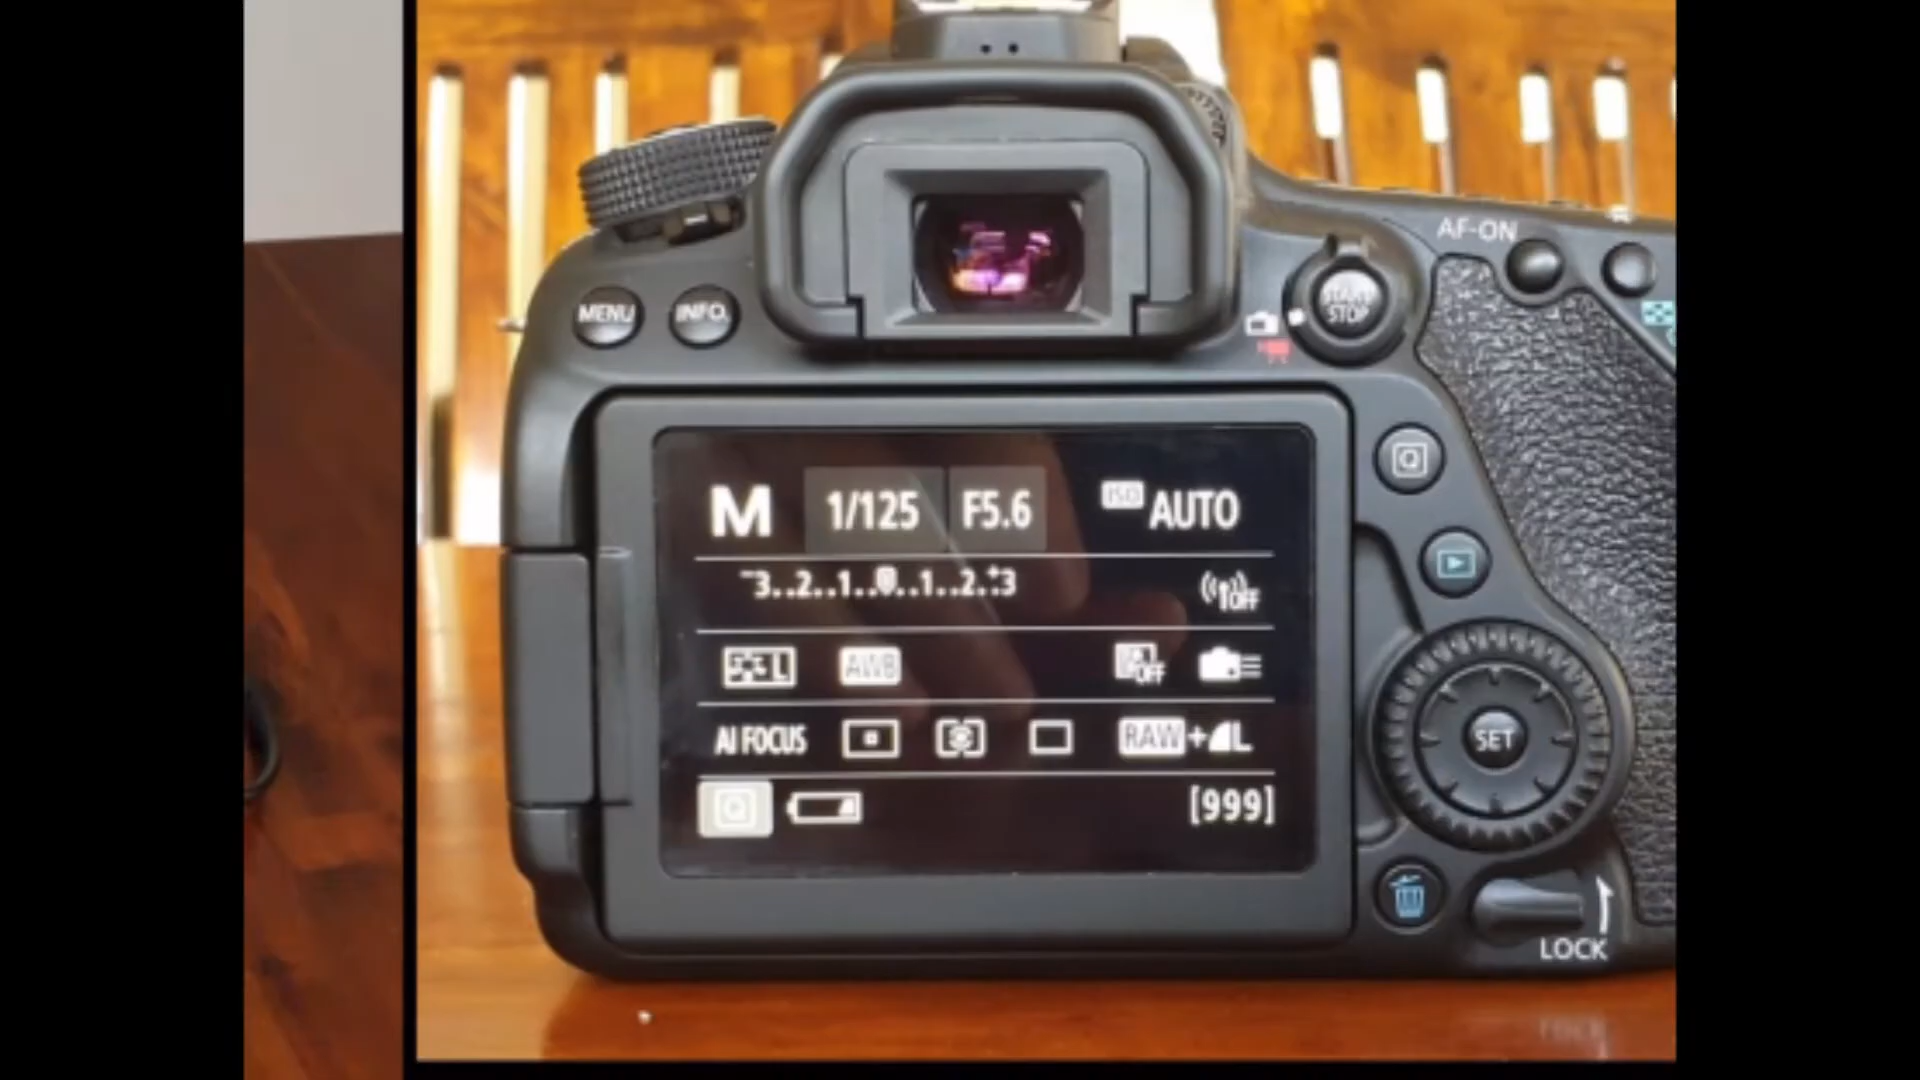 AF-ON
MENU INFO.
START
STOP
Q
M 1/125 F5.6 ISO AUTO
-3..2..1..0..1..2..+3 OFF
L AWB OFF
AI FOCUS RAW+L
Q [999]
SET
LOCK